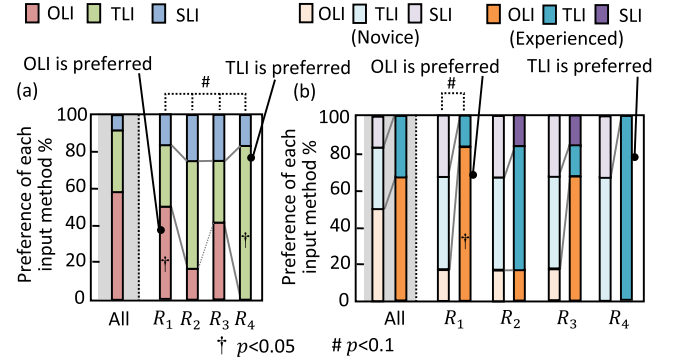 OLI TLI SLI
OLI TLI SLI
(Novice)
OLI TLI SLI
(Experienced)
OLI is preferred
TLI is preferred
OLI is preferred
TLI is preferred
(a)
#
Preference of each
input method %
100
80
60
40
20
0
†
†
All R1 R2 R3 R4
(b)
#
Preference of each
input method %
100
80
60
40
20
0
†
All R1 R2 R3 R4
† p<0.05 # p<0.1